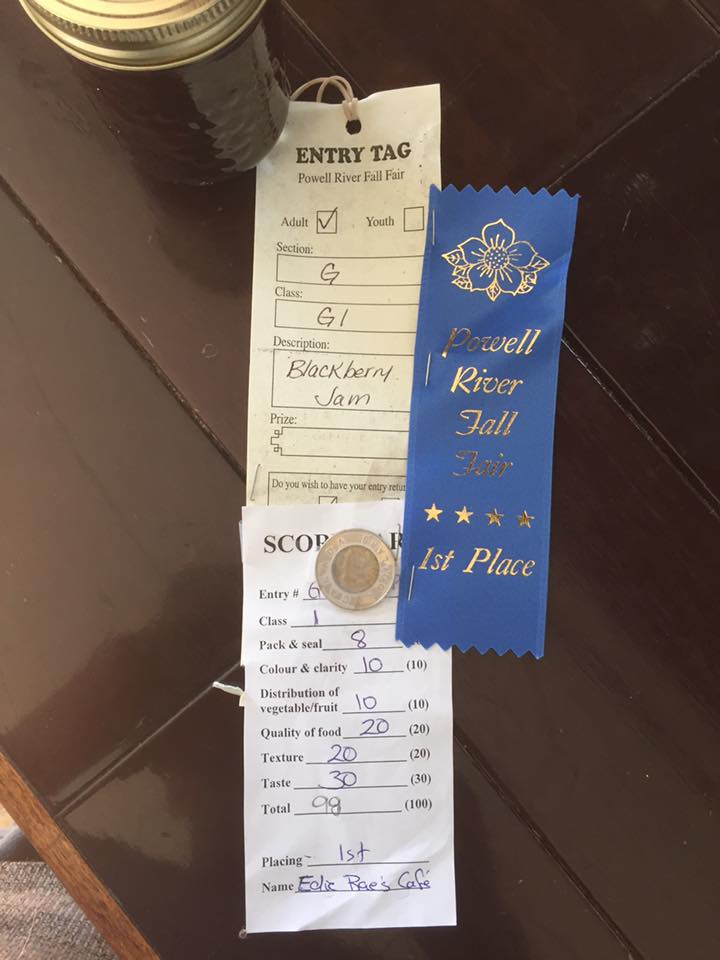 ENTRY TAG
Powell River Fall Fair
Adult ☑ Youth ☐
Section:
G
Class:
G1
Description:
Blackberry
Jam
Prize:
Do you wish to have your entry retu
Powell
River
Fall
Fair
★ ★ ★ ★
1st Place
SCOR
Entry # G
Class 1
Pack & seal 8
Colour & clarity 10 (10)
Distribution of
vegetable/fruit 10 (10)
Quality of food 20 (20)
Texture 20 (20)
Taste 30 (30)
Total 98 (100)
Placing - 1st
Name Edie Rae's Café